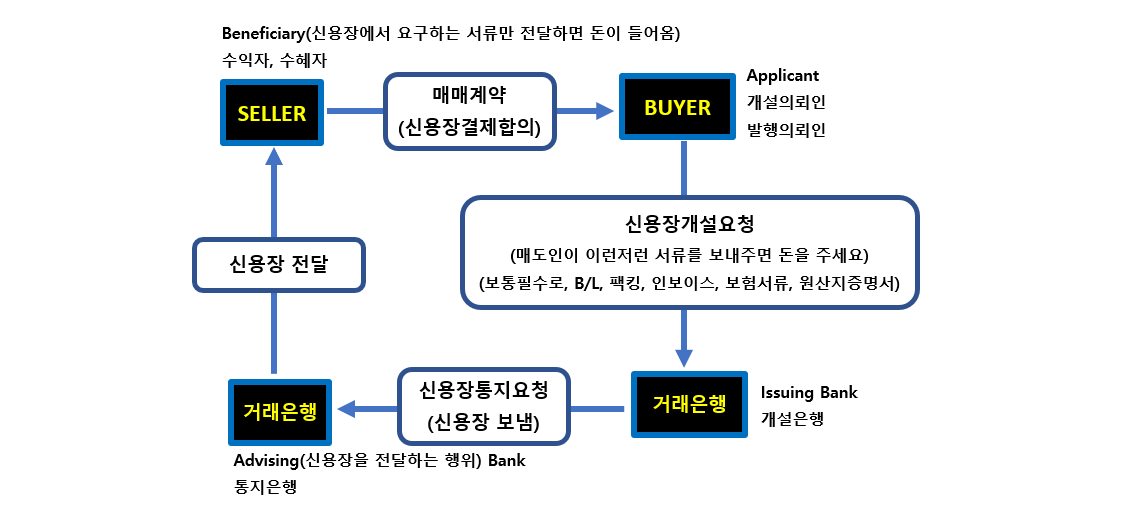 Beneficiary(신용장에서 요구하는 서류만 전달하면 돈이 들어옴)
수익자, 수혜자
SELLER
매매계약
(신용장결제합의)
BUYER
Applicant
개설의뢰인
발행의뢰인
신용장개설요청
(매도인이 이런저런 서류를 보내주면 돈을 주세요)
(보통필수로, B/L, 팩킹, 인보이스, 보험서류, 원산지증명서)
신용장 전달
거래은행
신용장통지요청
(신용장 보냄)
거래은행
Issuing Bank
개설은행
Advising(신용장을 전달하는 행위) Bank
통지은행